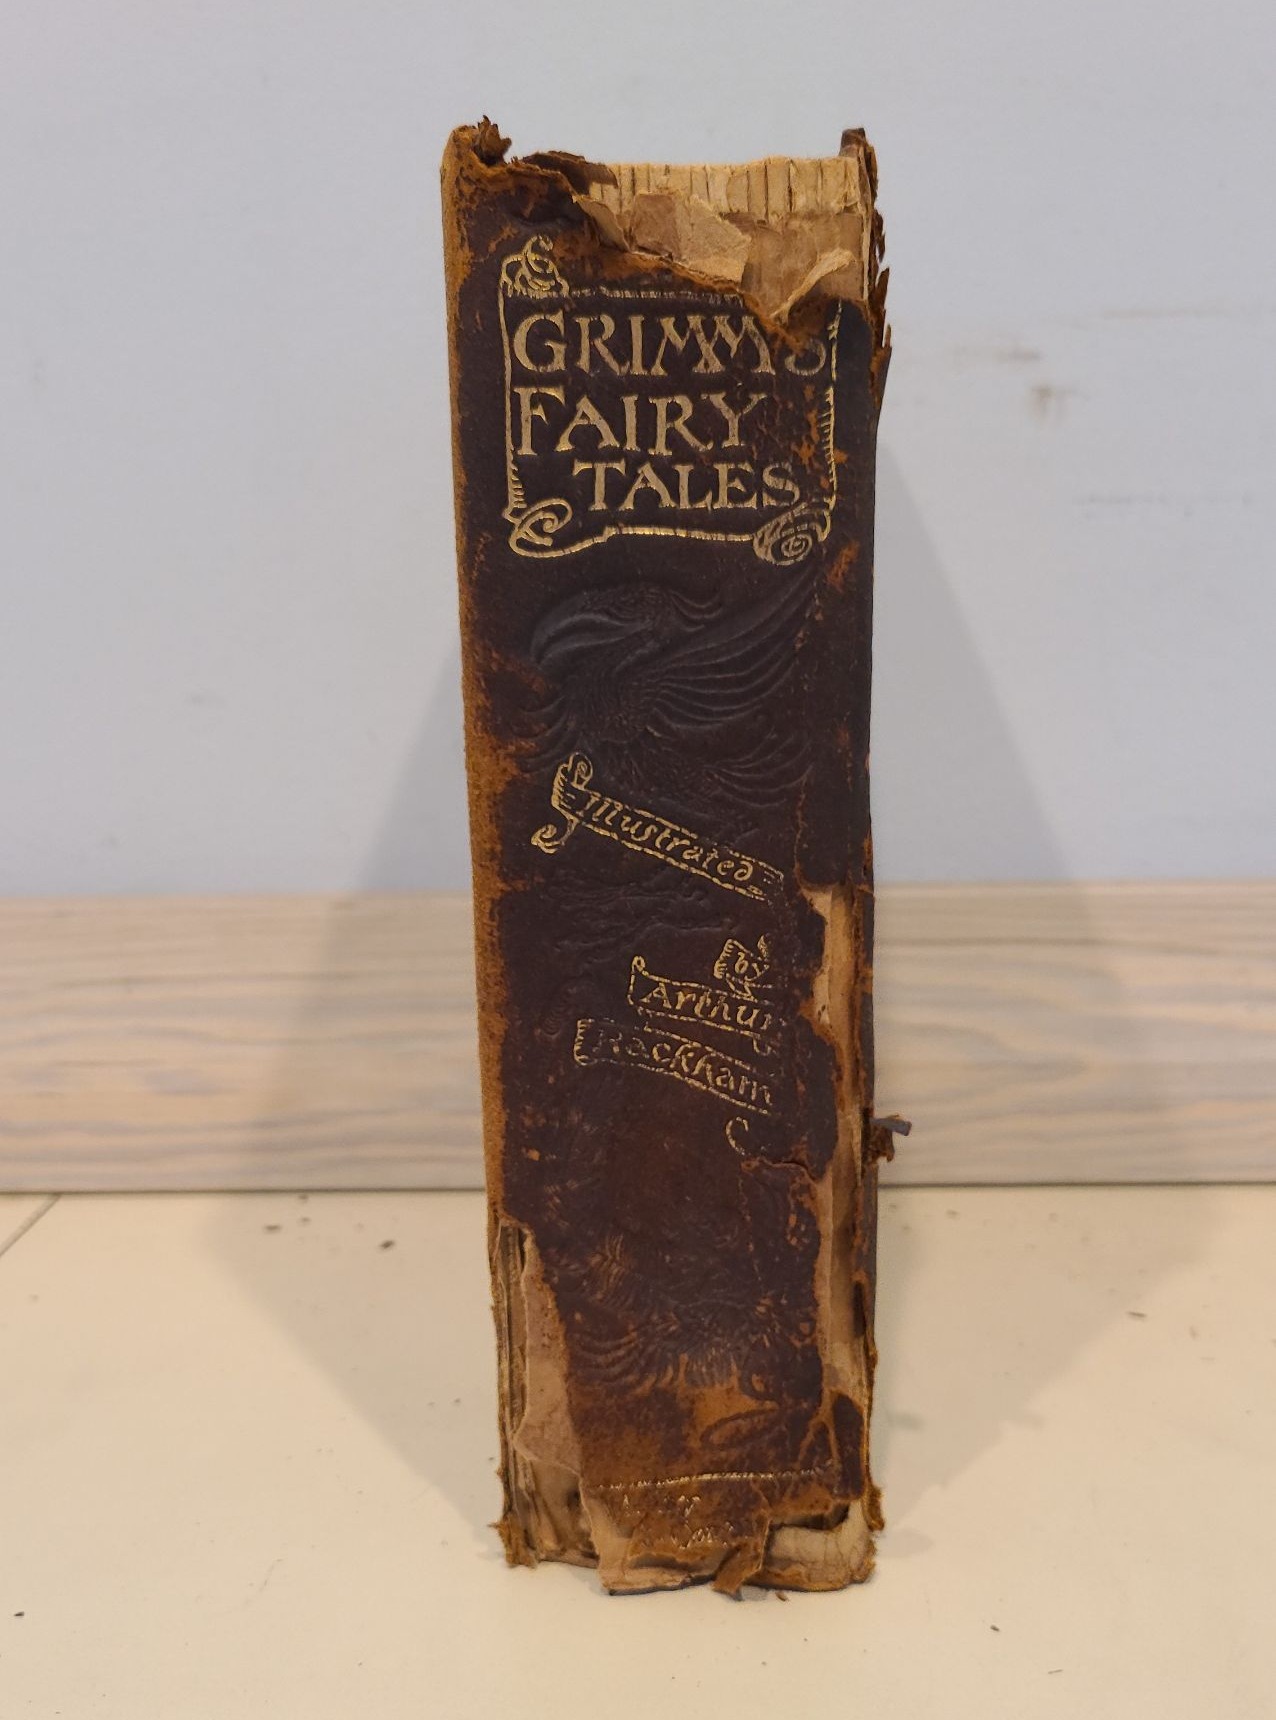 GRIMM'S
FAIRY
TALES
Illustrated
by
Arthur
Rackham